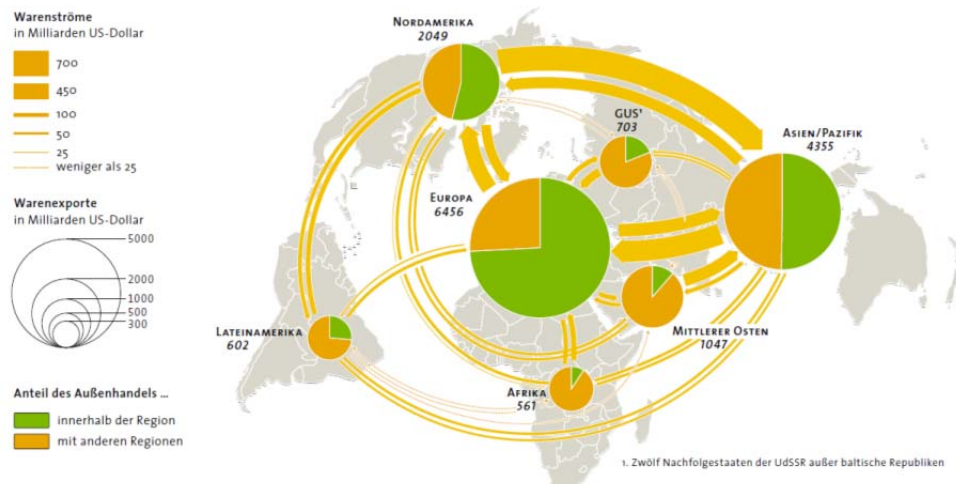 Warenströme
in Milliarden US-Dollar
700
450
100
50
25
weniger als 25
Warenexporte
in Milliarden US-Dollar
5000
2000
1000
500
300
Anteil des Außenhandels ...
innerhalb der Region
mit anderen Regionen
Nordamerika
2049
GUS¹
703
Asien/Pazifik
4355
Europa
6456
Lateinamerika
602
Mittlerer Osten
1047
Afrika
561
1. Zwölf Nachfolgestaaten der UdSSR außer baltische Republiken